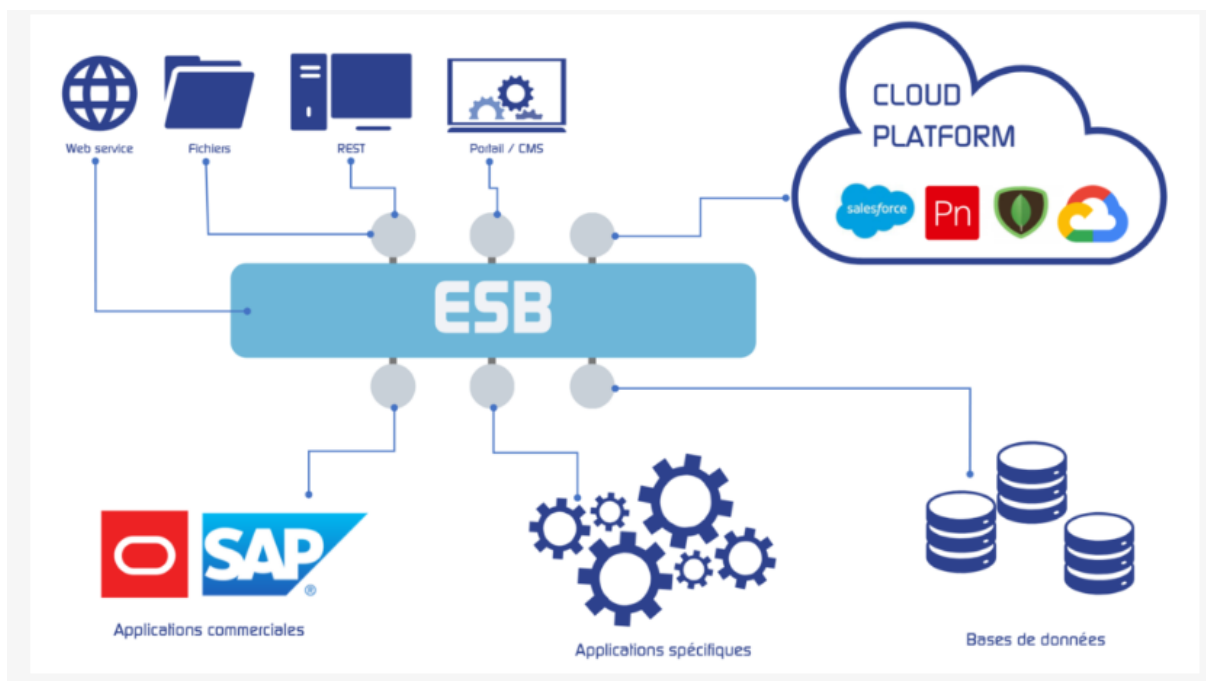 CLOUD
PLATFORM
Web service
Fichiers
REST
Portail / CMS
salesforce
Pn
ESB
SAP
®
Applications commerciales
Applications spécifiques
Bases de données